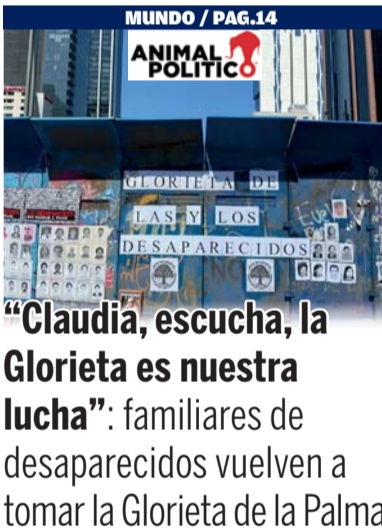 MUNDO / PAG.14
ANIMAL
POLÍTICO
GLORIETA DE
LAS Y LOS
DESAPARECIDOS
“Claudia, escucha, la
Glorieta es nuestra
lucha”: familiares de
desaparecidos vuelven a
tomar la Glorieta de la Palma